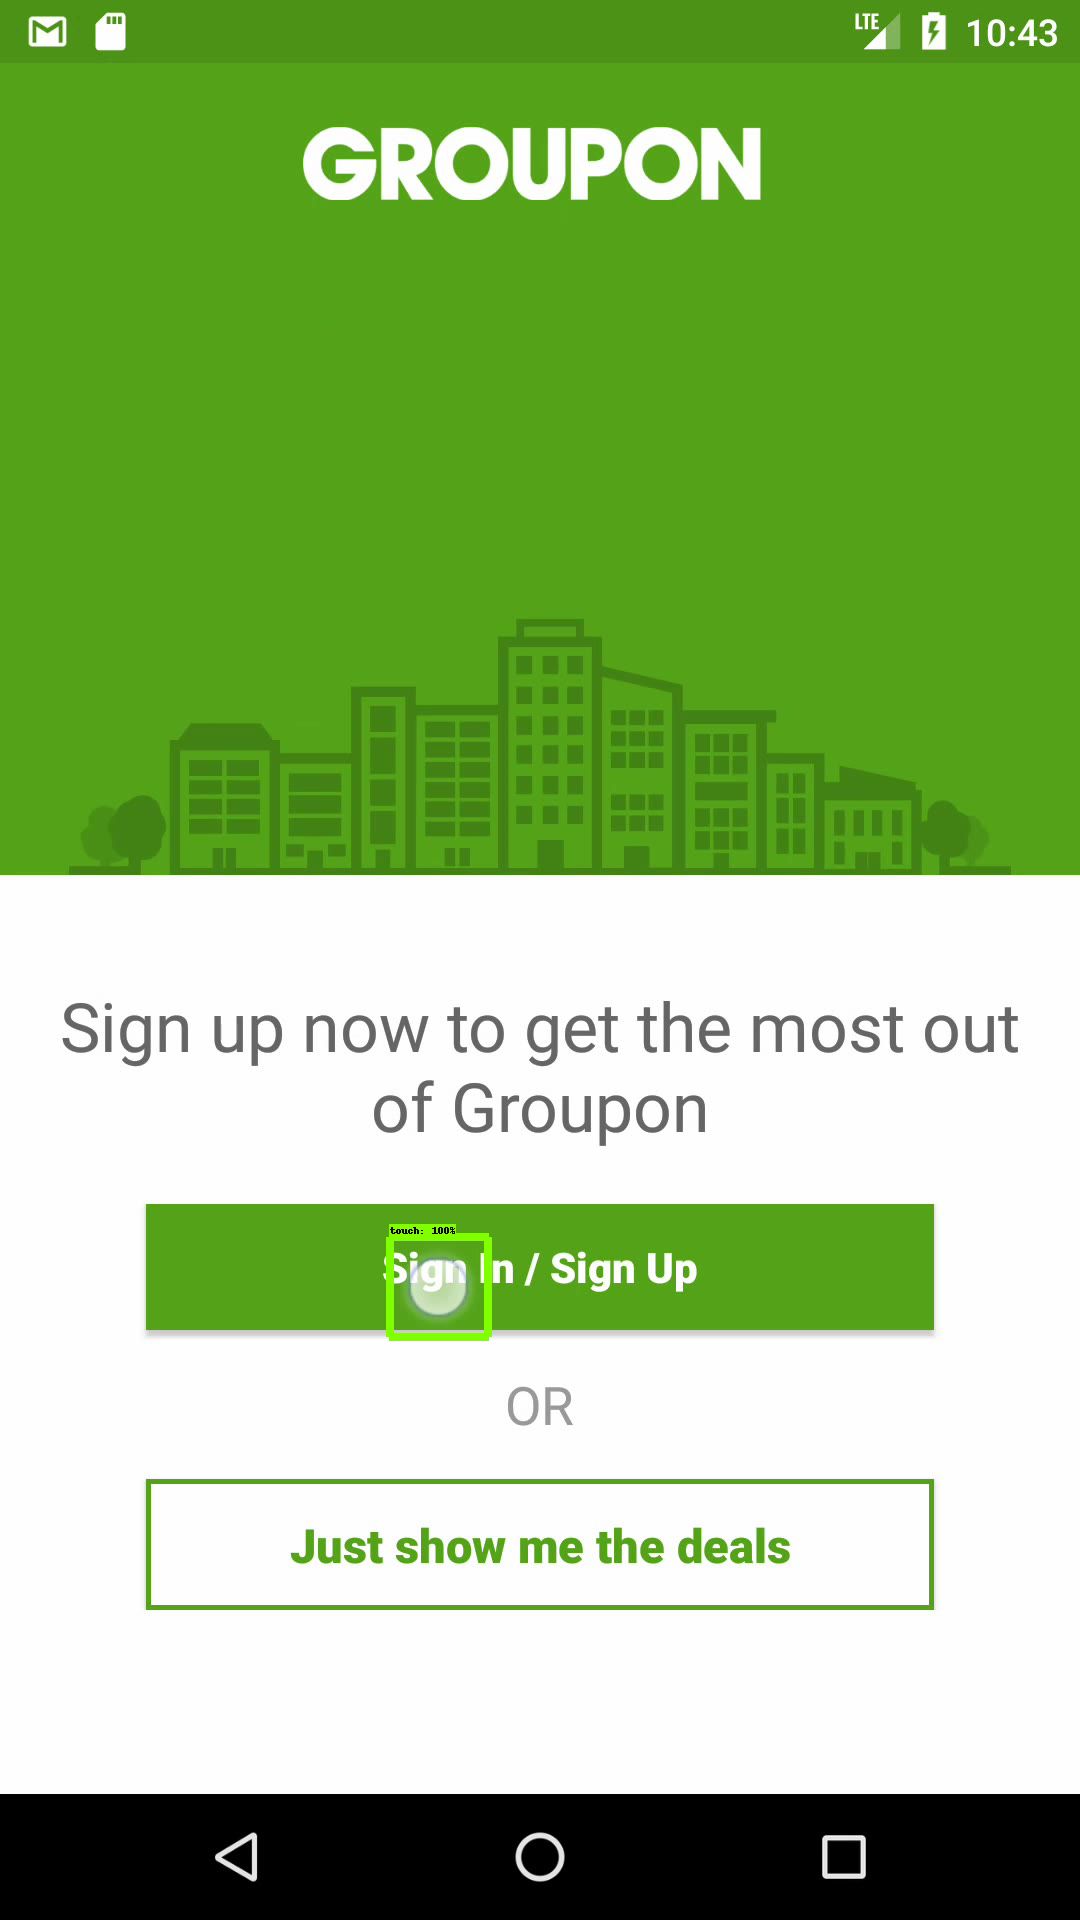 LTE 10:43
GROUPON
Sign up now to get the most out
of Groupon
touch: 100%
Sign In / Sign Up
OR
Just show me the deals